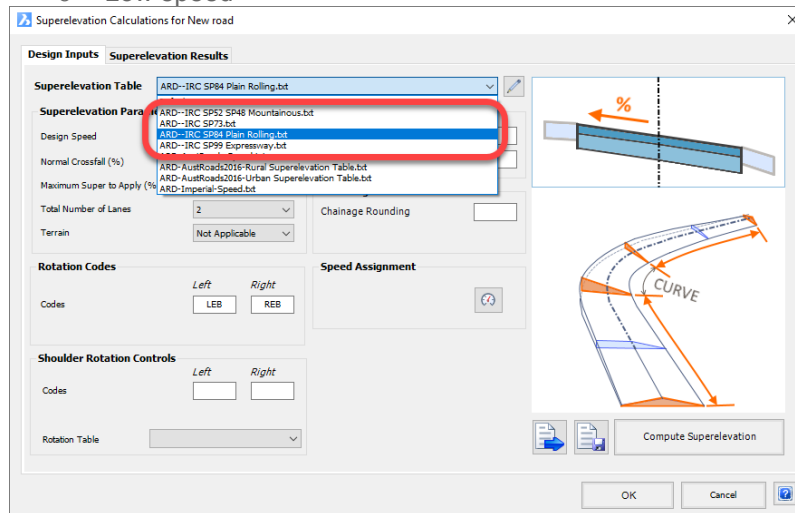 Low speed
Superelevation Calculations for New road
Design Inputs
Superelevation Results
Superelevation Table
ARD--IRC SP84 Plain Rolling.txt
ARD--IRC SP52 SP48 Mountainous.txt
ARD--IRC SP73.txt
ARD--IRC SP84 Plain Rolling.txt
ARD--IRC SP99 Expressway.txt
ARD-AustRoads2016-Rural Superelevation Table.txt
ARD-AustRoads2016-Urban Superelevation Table.txt
ARD-Imperial-Speed.txt
Superelevation Para
Design Speed
Normal Crossfall (%)
Maximum Super to Apply (%
Total Number of Lanes
2
Chainage Rounding
Terrain
Not Applicable
Rotation Codes
Left Right
Codes
LEB
REB
Speed Assignment
Shoulder Rotation Controls
Left Right
Codes
Rotation Table
%
CURVE
Compute Superelevation
OK
Cancel
?